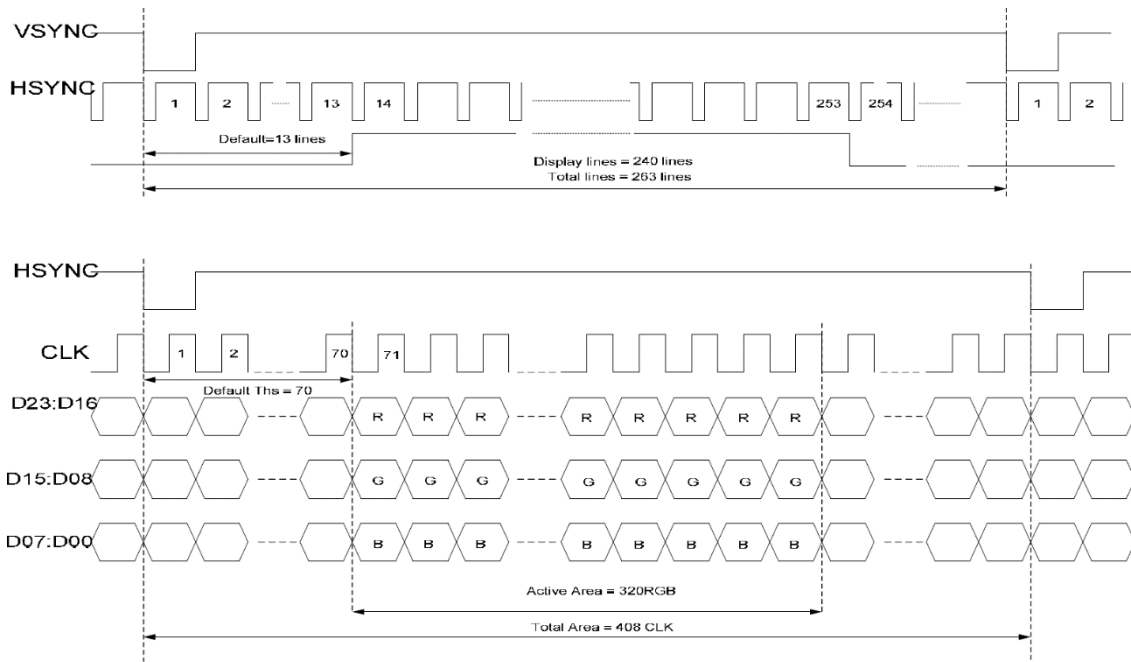 VSYNC
HSYNC 1 2 13 14 253 254 1 2
Default=13 lines
Display lines = 240 lines
Total lines = 263 lines
HSYNC
CLK 1 2 70 71
Default Ths = 70
D23:D16 R R R R R R R R
D15:D08 G G G G G G G G
D07:D00 B B B B B B B B
Active Area = 320RGB
Total Area = 408 CLK